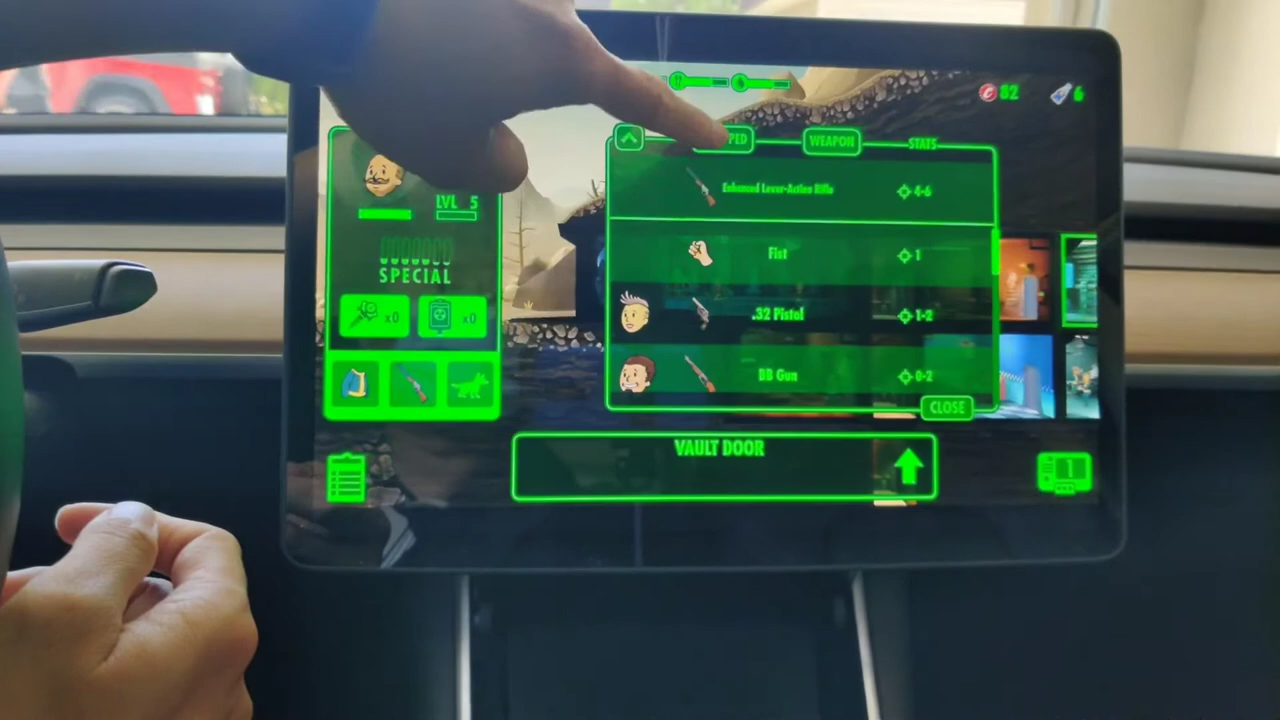 82
6
WEAPON
STATS
LVL 5
Enhanced Lever-Action Rifle
4-6
SPECIAL
Fist
1
x0
x0
.32 Pistol
1-2
BB Gun
0-2
CLOSE
VAULT DOOR
1